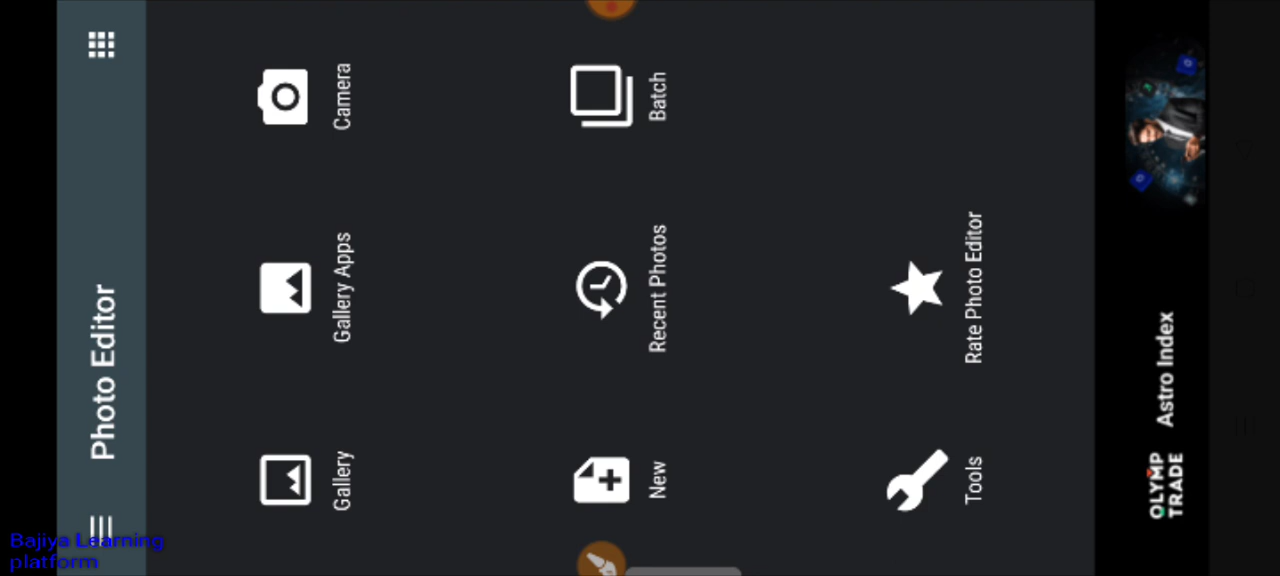 Photo Editor
Gallery
Gallery Apps
Camera
New
Recent Photos
Batch
Tools
Rate Photo Editor
OLYMP
TRADE
Astro Index
Bajiya Learning
platform